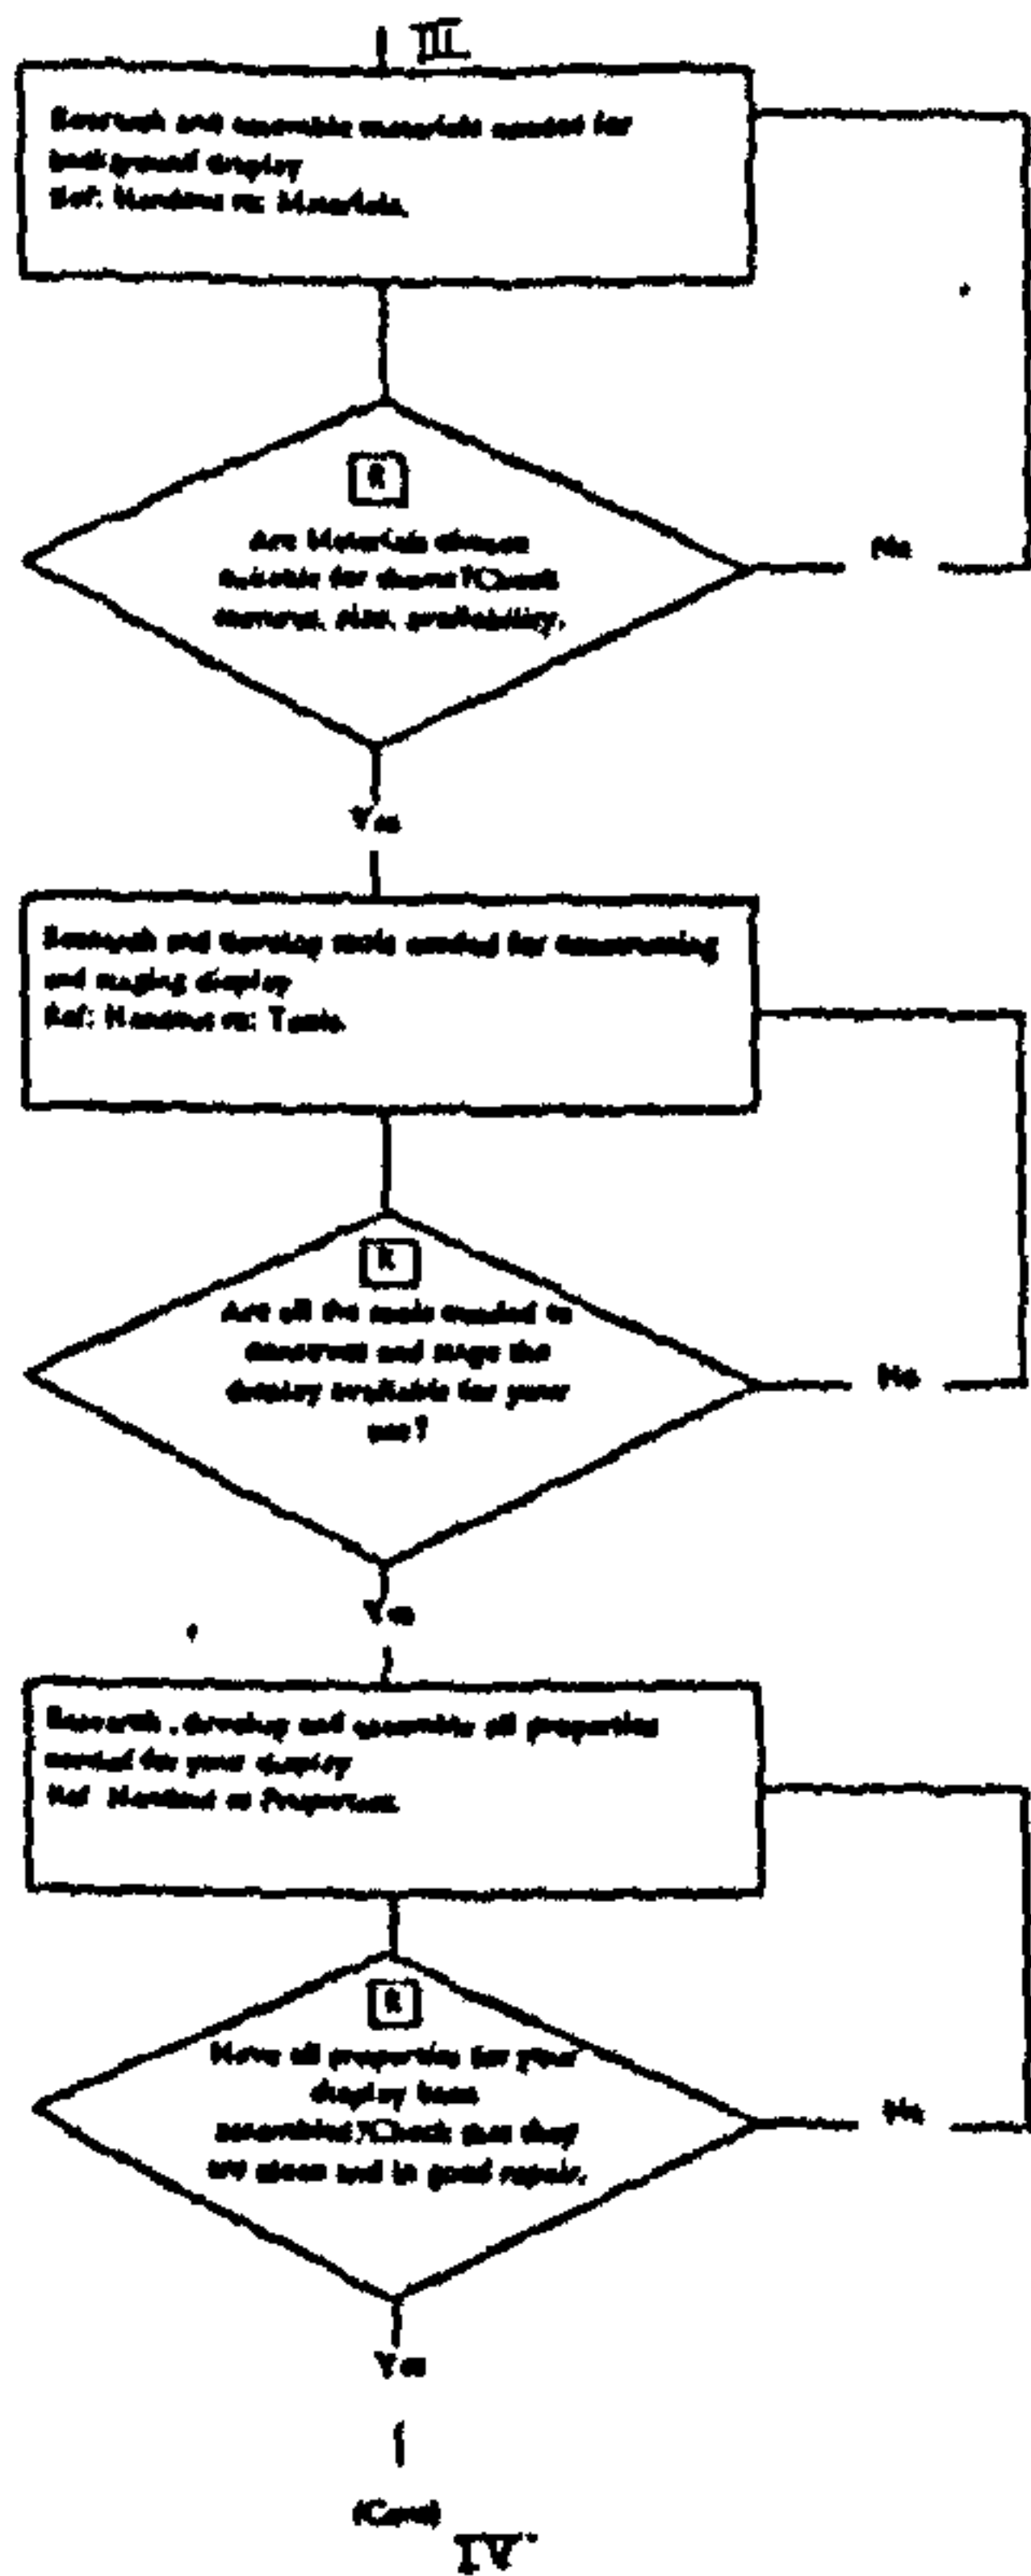 III
Research and assemble materials needed for
background display
Ref: Handout re: Materials.
R
Are Materials chosen
suitable for theme? Check
size, availability.
No
Yes
Research and develop tools needed for constructing
and staging display
Ref: Handout re: Tools.
R
Are all the tools needed to
construct and stage the
display available for your
use?
No
Yes
Research, develop and assemble all properties
needed for your display
Ref Handout re Properties.
R
Have all properties for your
display been
assembled? Check that they
are clean and in good repair.
No
Yes
(Cont)
IV